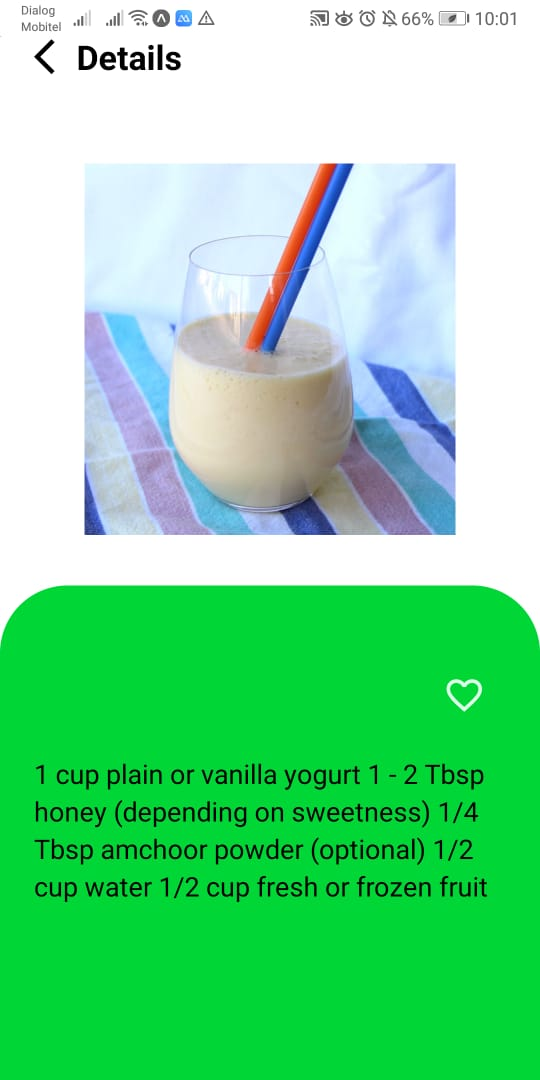 Dialog
Mobitel
66%
10:01
Details
1 cup plain or vanilla yogurt 1 - 2 Tbsp
honey (depending on sweetness) 1/4
Tbsp amchoor powder (optional) 1/2
cup water 1/2 cup fresh or frozen fruit